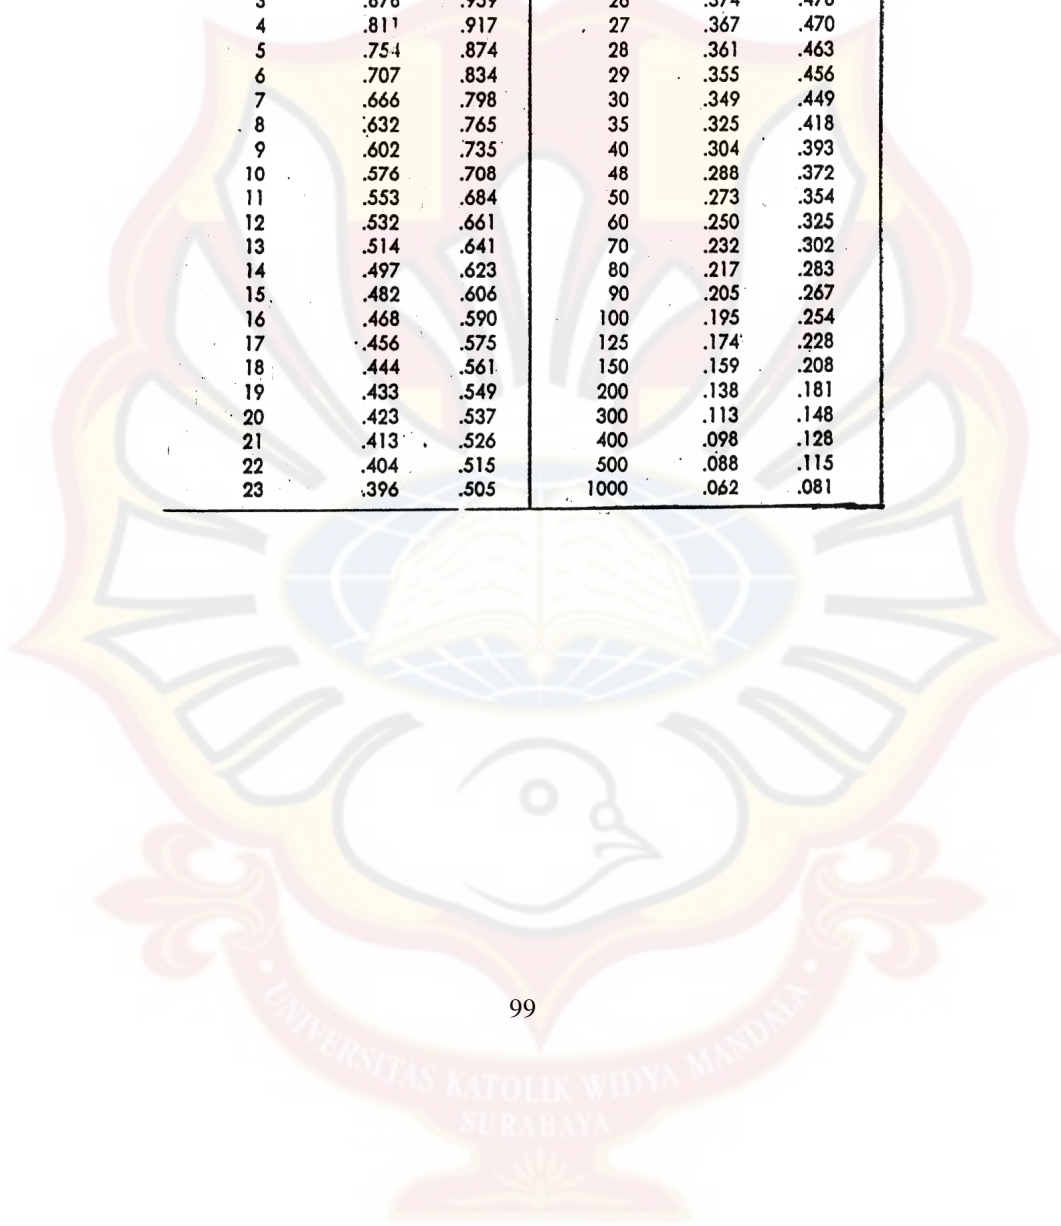 4 .811 .917 27 .367 .470
5 .754 .874 28 .361 .463
6 .707 .834 29 .355 .456
7 .666 .798 30 .349 .449
8 .632 .765 35 .325 .418
9 .602 .735 40 .304 .393
10 .576 .708 48 .288 .372
11 .553 .684 50 .273 .354
12 .532 .661 60 .250 .325
13 .514 .641 70 .232 .302
14 .497 .623 80 .217 .283
15 .482 .606 90 .205 .267
16 .468 .590 100 .195 .254
17 .456 .575 125 .174 .228
18 .444 .561 150 .159 .208
19 .433 .549 200 .138 .181
20 .423 .537 300 .113 .148
21 .413 .526 400 .098 .128
22 .404 .515 500 .088 .115
23 .396 .505 1000 .062 .081
99
• UNIVERSITAS KATOLIK WIDYA MANDALA •
SURABAYA